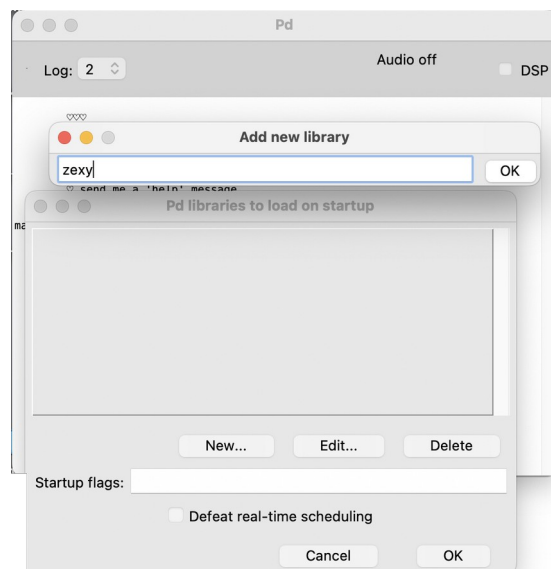 Pd
Log: 2
Audio off
DSP
♡♡♡
Add new library
zexy
OK
♡ send me a 'help' message
Pd libraries to load on startup
ma
New... Edit... Delete
Startup flags:
Defeat real-time scheduling
Cancel OK